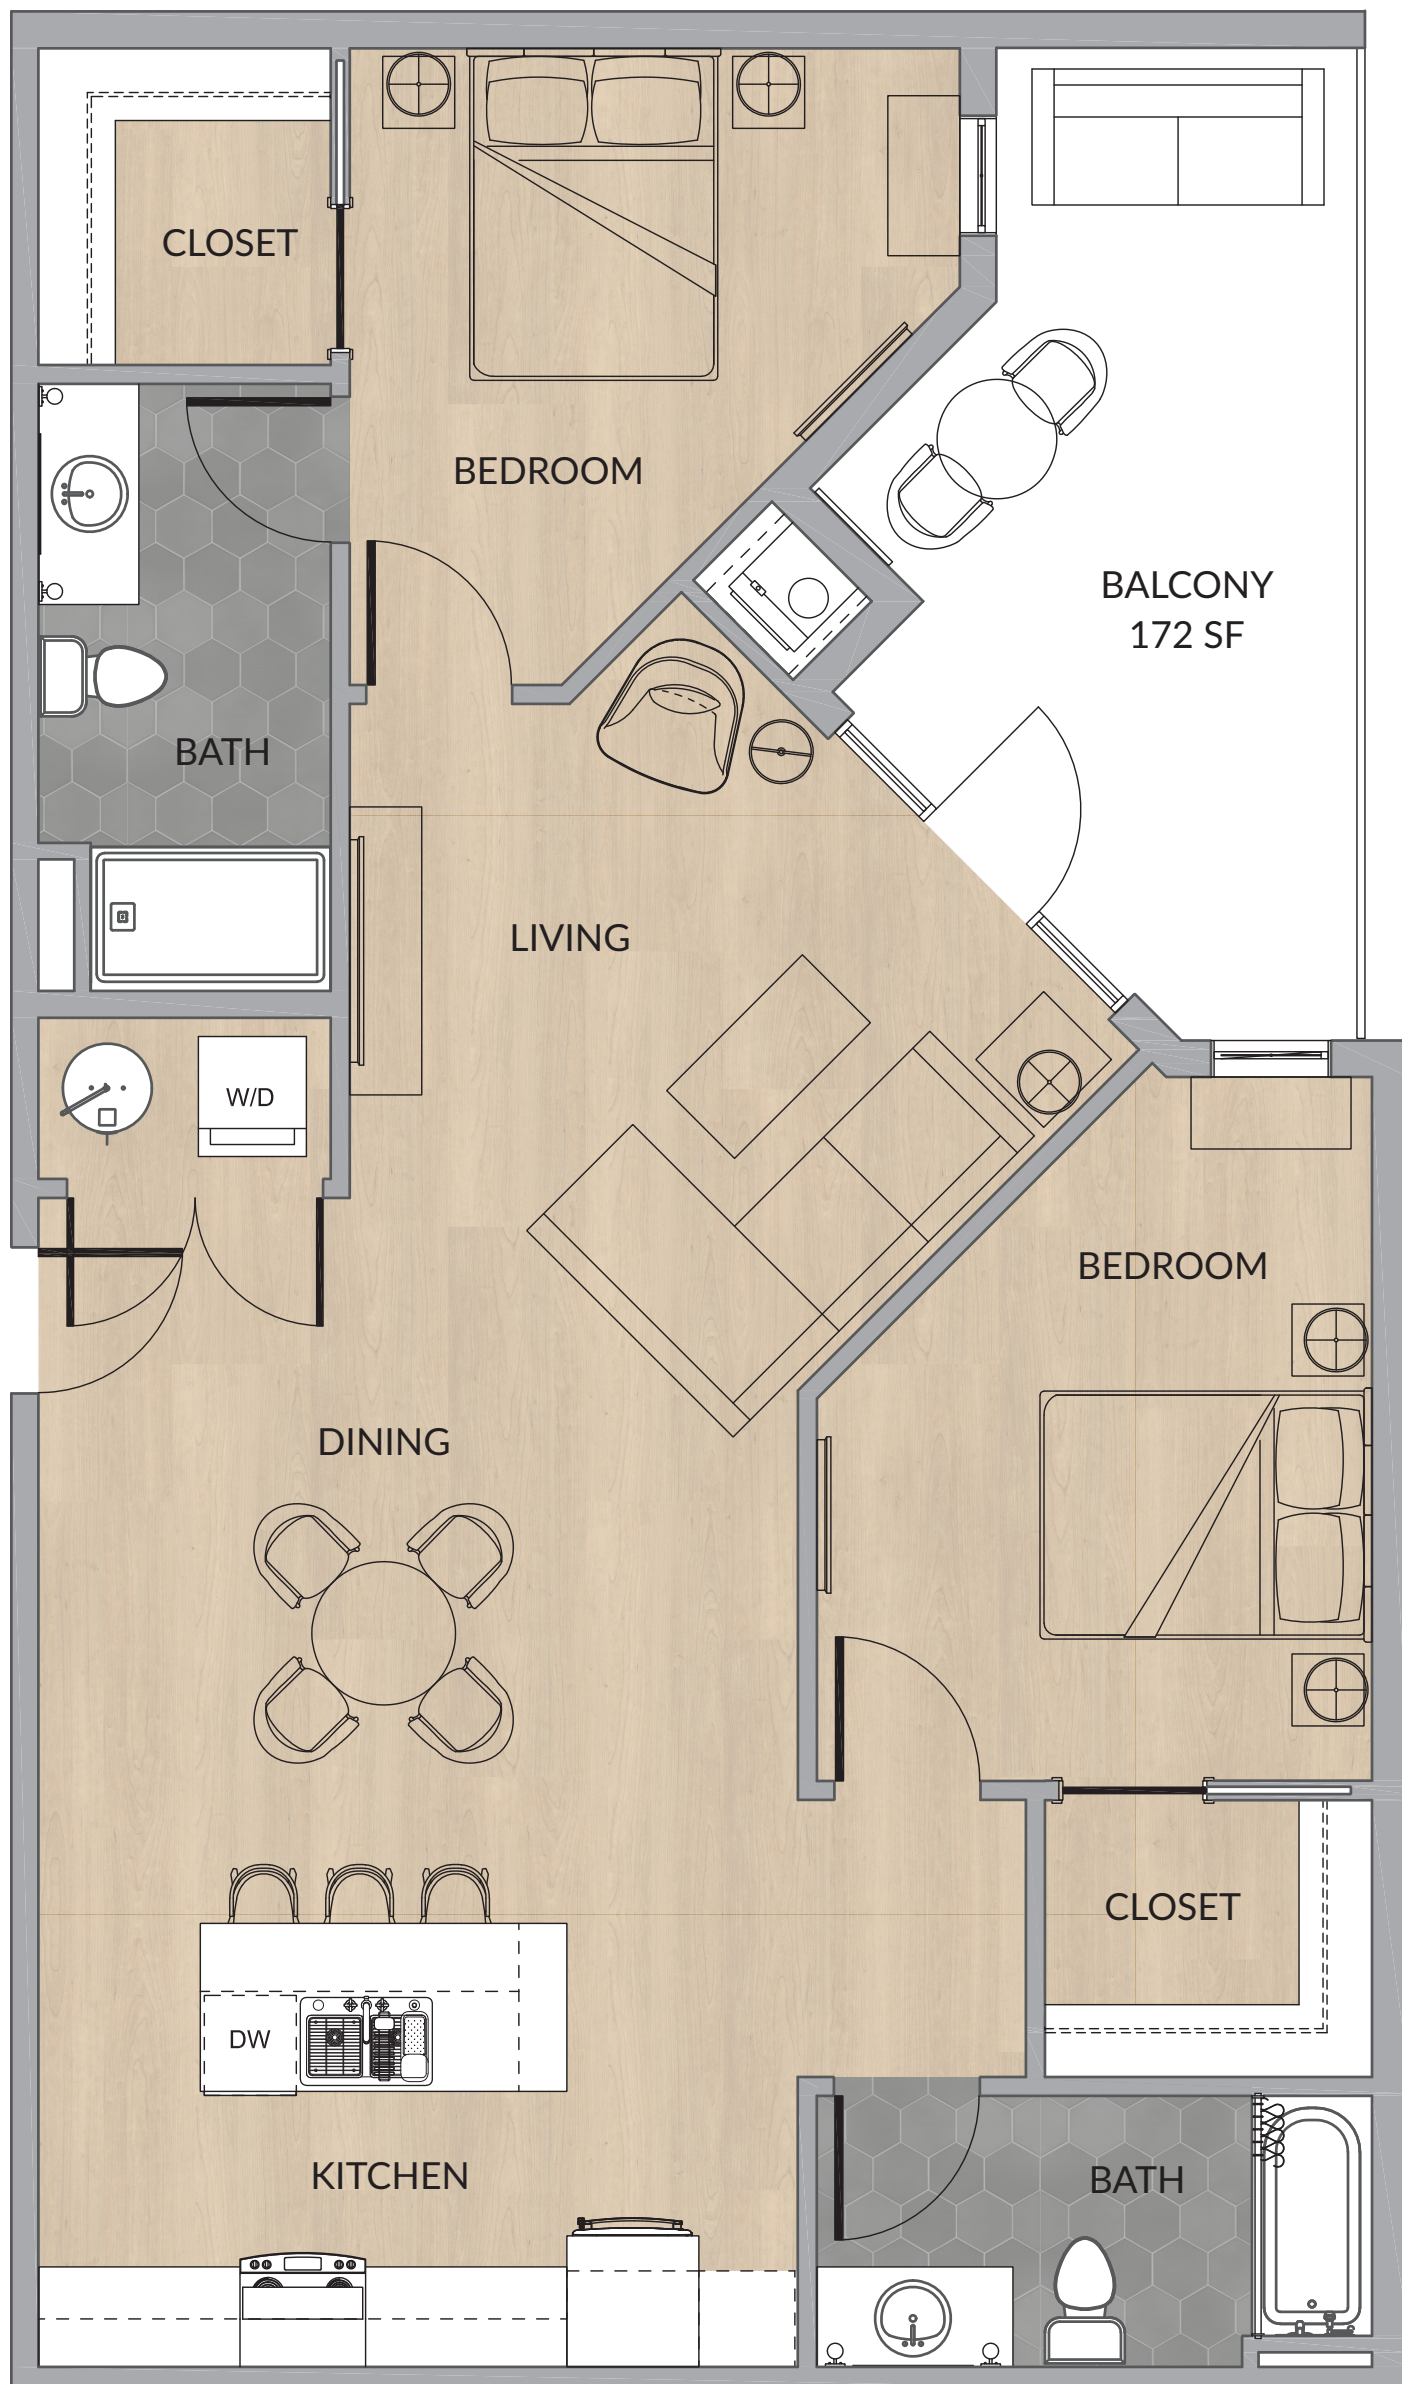 CLOSET
BEDROOM
BALCONY
172 SF
BATH
LIVING
W/D
BEDROOM
DINING
CLOSET
DW
KITCHEN
BATH